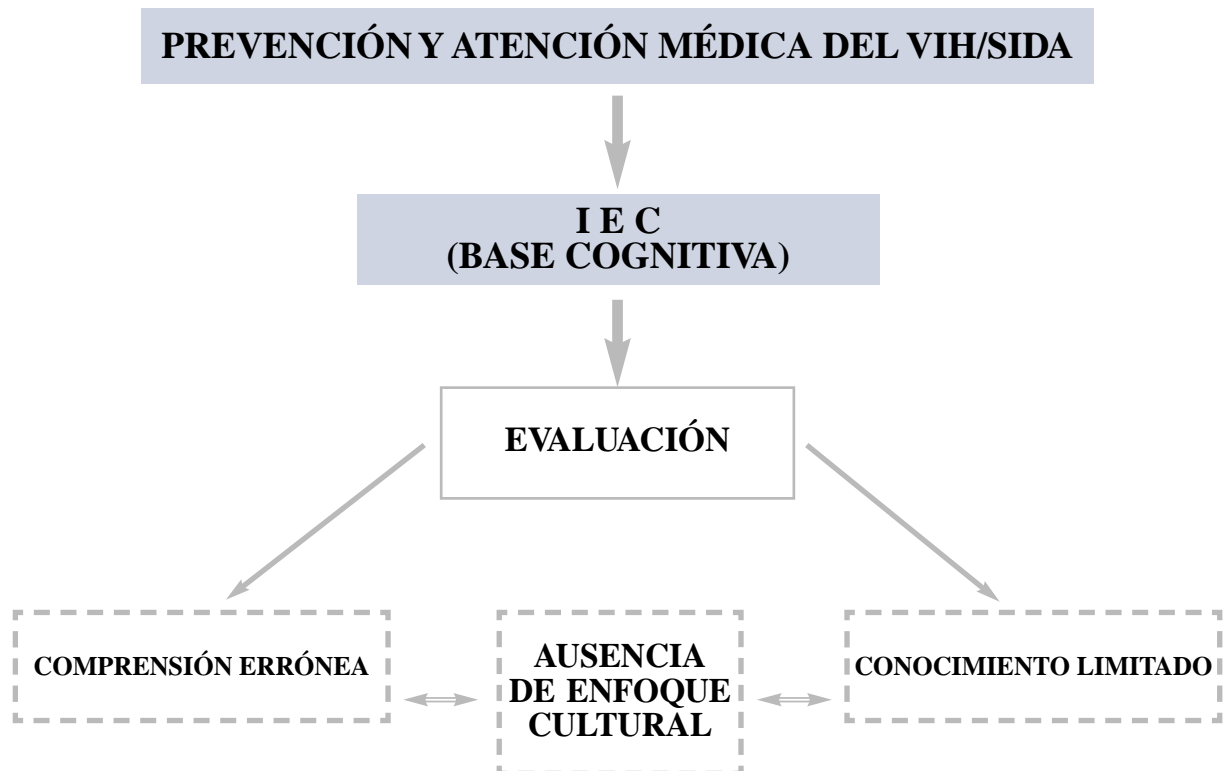 PREVENCIÓN Y ATENCIÓN MÉDICA DEL VIH/SIDA
I E C
(BASE COGNITIVA)
EVALUACIÓN
COMPRENSIÓN ERRÓNEA
AUSENCIA
DE ENFOQUE
CULTURAL
CONOCIMIENTO LIMITADO